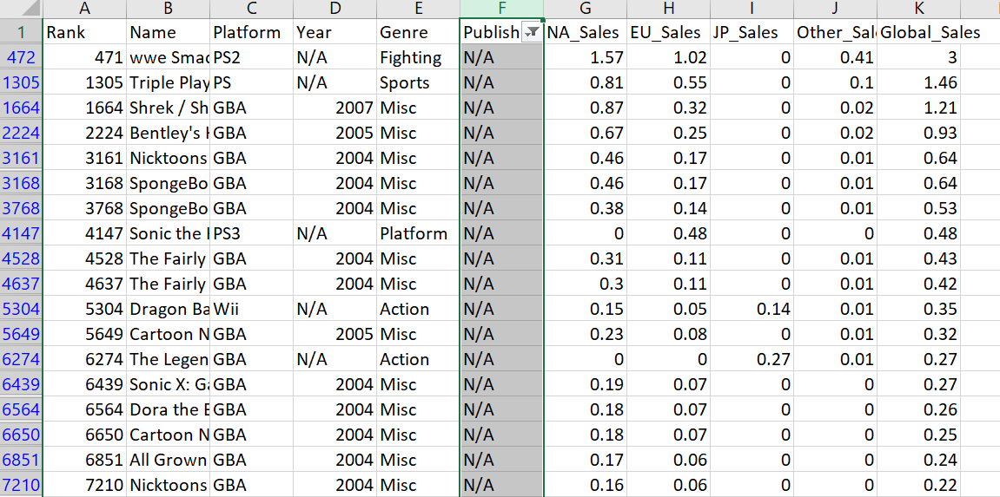 A B C D E F G H I J K
1 Rank Name Platform Year Genre Publish NA_Sales EU_Sales JP_Sales Other_Sal Global_Sales
472 471 wwe Smac PS2 N/A Fighting N/A 1.57 1.02 0 0.41 3
1305 1305 Triple Play PS N/A Sports N/A 0.81 0.55 0 0.1 1.46
1664 1664 Shrek / Sh GBA 2007 Misc N/A 0.87 0.32 0 0.02 1.21
2224 2224 Bentley's H GBA 2005 Misc N/A 0.67 0.25 0 0.02 0.93
3161 3161 Nicktoons GBA 2004 Misc N/A 0.46 0.17 0 0.01 0.64
3168 3168 SpongeBo GBA 2004 Misc N/A 0.46 0.17 0 0.01 0.64
3768 3768 SpongeBo GBA 2004 Misc N/A 0.38 0.14 0 0.01 0.53
4147 4147 Sonic the PS3 N/A Platform N/A 0 0.48 0 0 0.48
4528 4528 The Fairly GBA 2004 Misc N/A 0.31 0.11 0 0.01 0.43
4637 4637 The Fairly GBA 2004 Misc N/A 0.3 0.11 0 0.01 0.42
5304 5304 Dragon Ba Wii N/A Action N/A 0.15 0.05 0.14 0.01 0.35
5649 5649 Cartoon N GBA 2005 Misc N/A 0.23 0.08 0 0.01 0.32
6274 6274 The Legen GBA N/A Action N/A 0 0 0.27 0.01 0.27
6439 6439 Sonic X: Ga GBA 2004 Misc N/A 0.19 0.07 0 0 0.27
6564 6564 Dora the E GBA 2004 Misc N/A 0.18 0.07 0 0 0.26
6650 6650 Cartoon N GBA 2004 Misc N/A 0.18 0.07 0 0 0.25
6851 6851 All Grown GBA 2004 Misc N/A 0.17 0.06 0 0 0.24
7210 7210 Nicktoons GBA 2004 Misc N/A 0.16 0.06 0 0 0.22